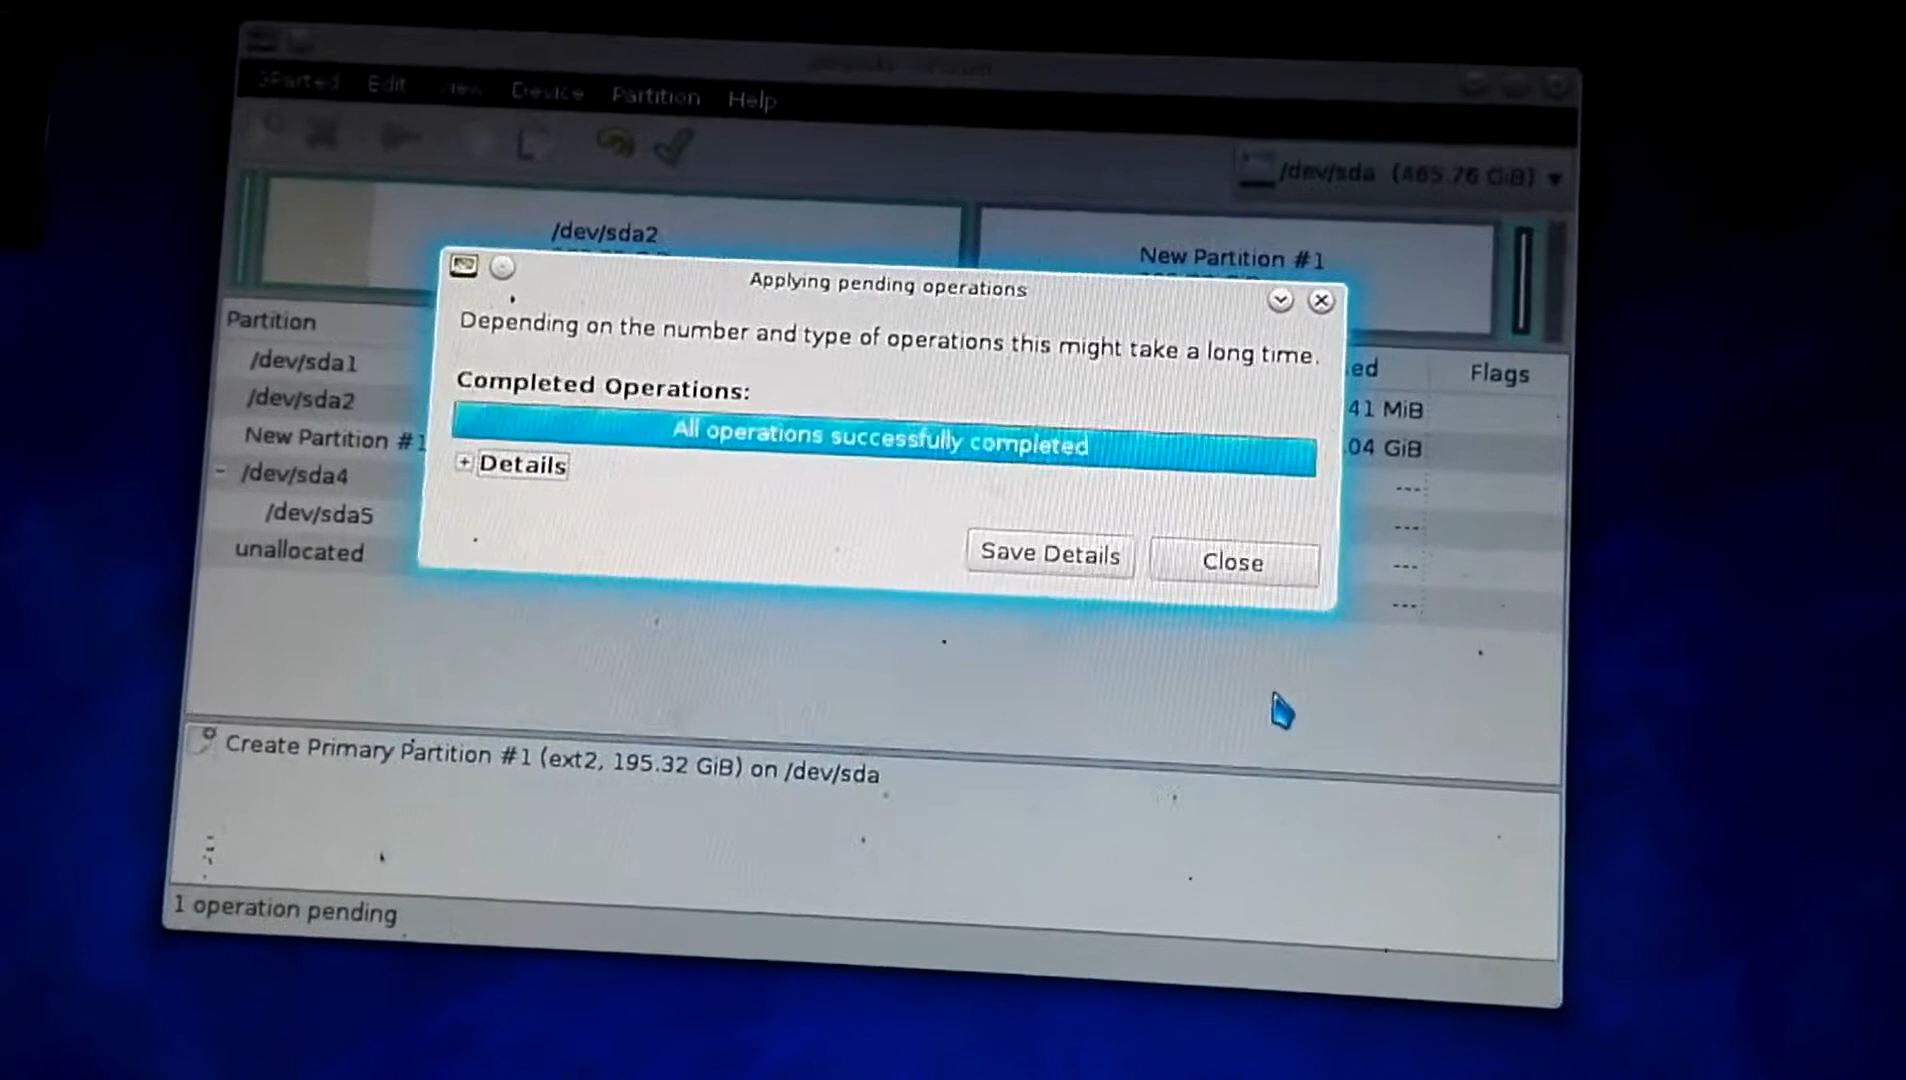 GParted Edit View Device Partition Help
/dev/sda (465.76 GiB)
/dev/sda2
New Partition #1
Applying pending operations
Depending on the number and type of operations this might take a long time.
Completed Operations:
All operations successfully completed
Details
Save Details
Close
Partition
ed
Flags
/dev/sda1
41 MiB
/dev/sda2
.04 GiB
New Partition #1
---
/dev/sda4
---
/dev/sda5
---
unallocated
---
Create Primary Partition #1 (ext2, 195.32 GiB) on /dev/sda
1 operation pending